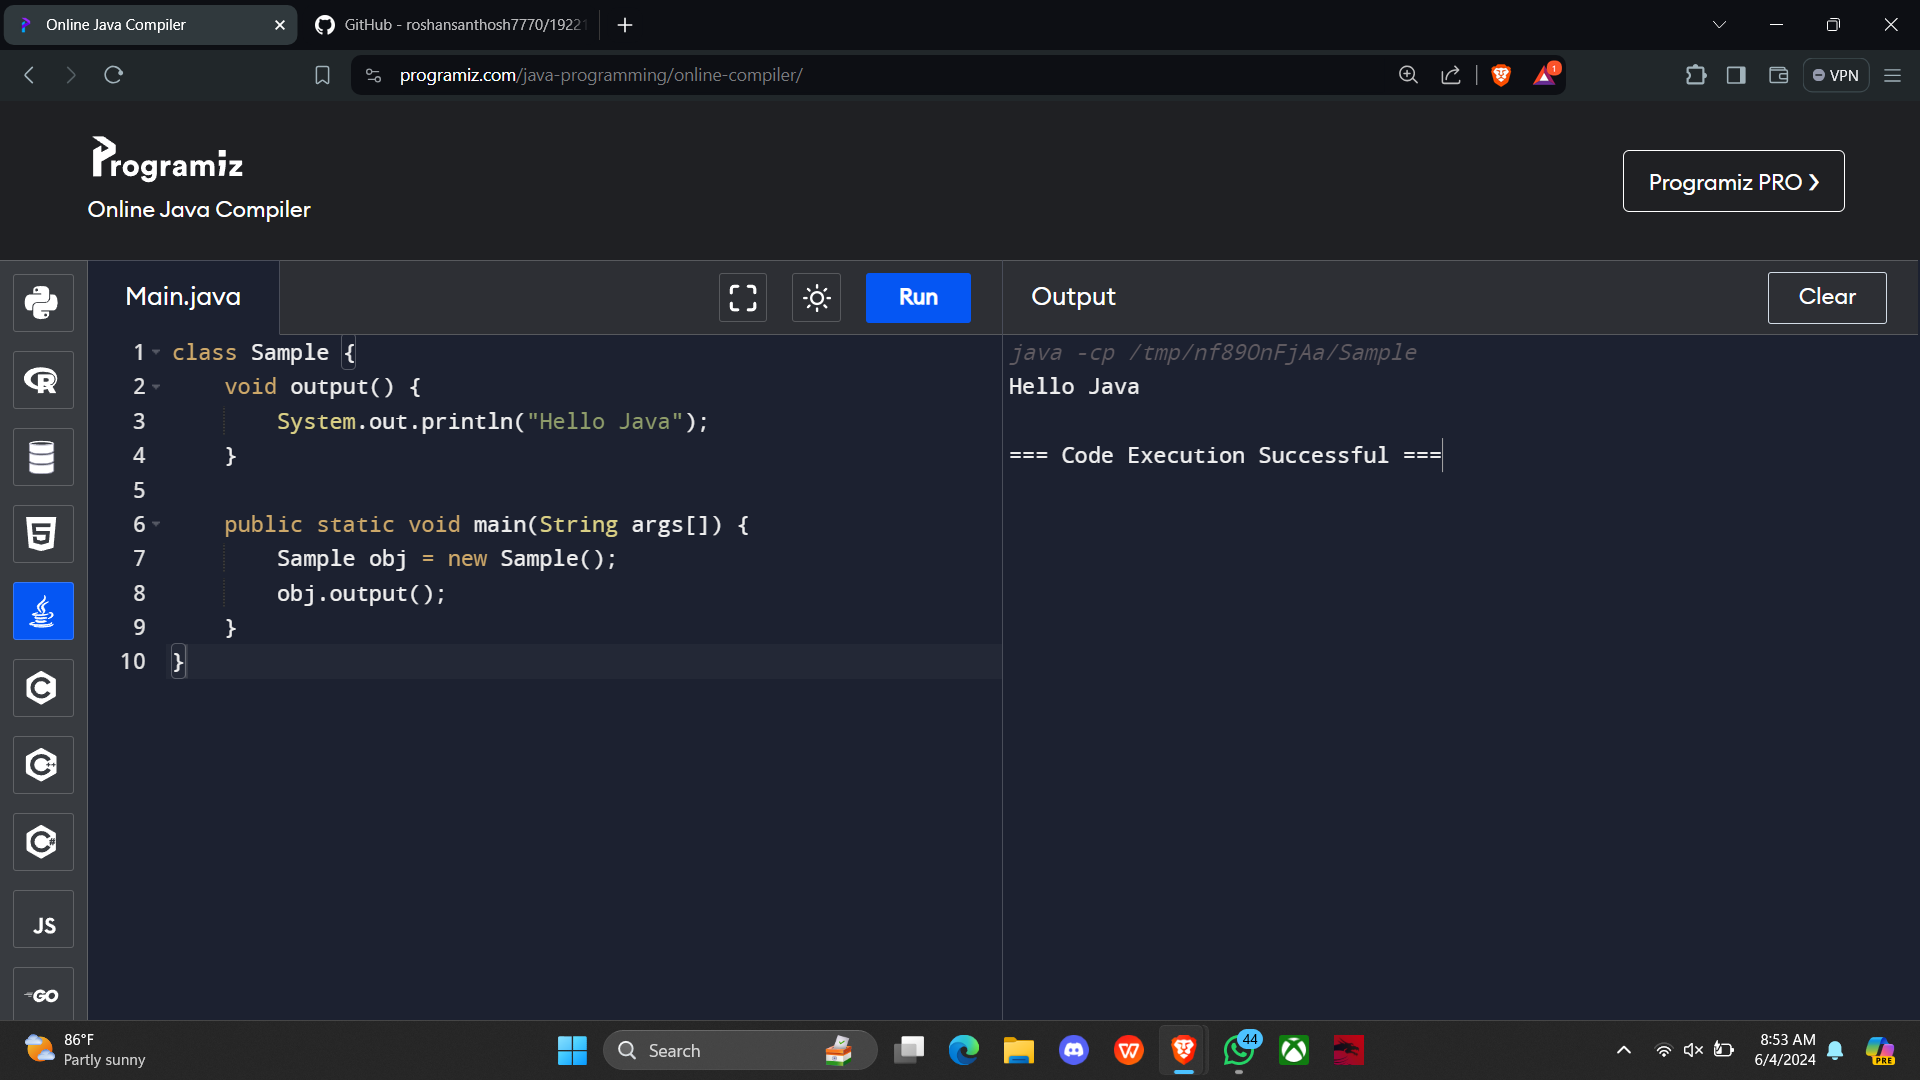 Online Java Compiler
GitHub - roshansanthosh7770/1922
programiz.com/java-programming/online-compiler/
1
VPN
Programiz
Online Java Compiler
Programiz PRO ❯
Main.java
Run
Output
Clear
1 class Sample {
2 void output() {
3 System.out.println("Hello Java");
4 }
5
6 public static void main(String args[]) {
7 Sample obj = new Sample();
8 obj.output();
9 }
10 }
java -cp /tmp/nf89OnFjAa/Sample
Hello Java
=== Code Execution Successful ===
5
C
C++
C#
JS
GO
86°F
Partly sunny
Search
W
44
8:53 AM
6/4/2024
PRE